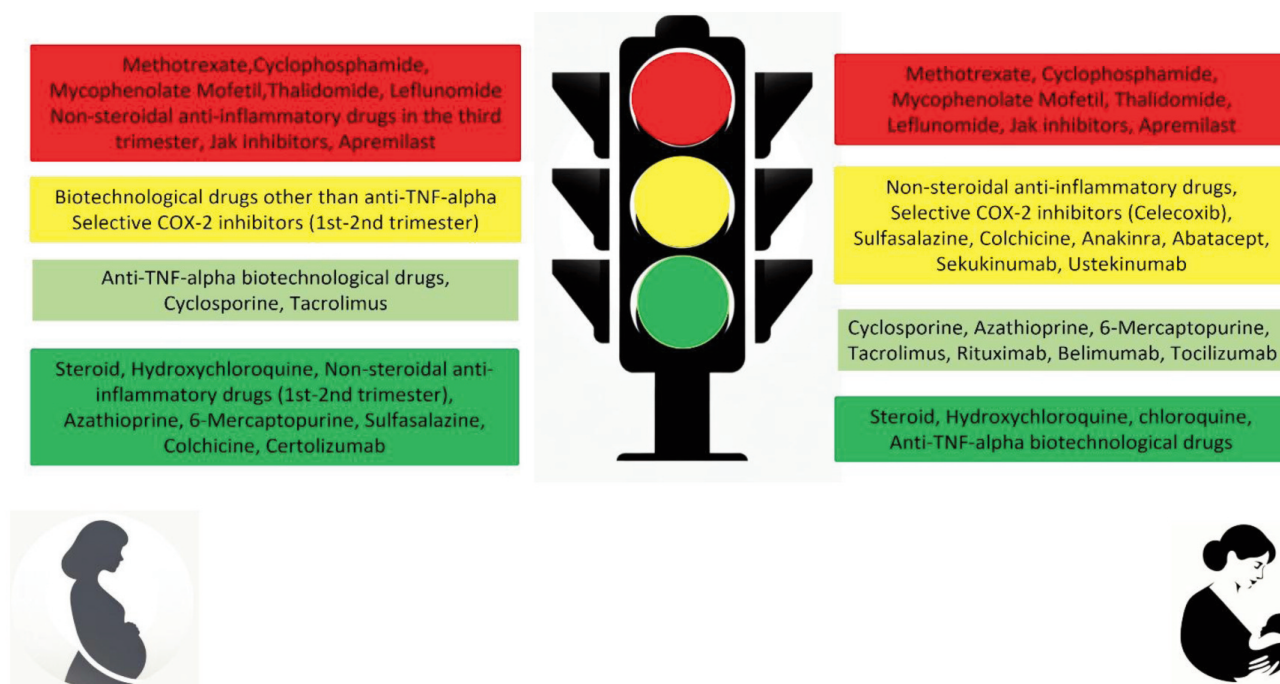 Methotrexate,Cyclophosphamide,
Mycophenolate Mofetil,Thalidomide, Leflunomide
Non-steroidal anti-inflammatory drugs in the third
trimester, Jak inhibitors, Apremilast
Biotechnological drugs other than anti-TNF-alpha
Selective COX-2 inhibitors (1st-2nd trimester)
Anti-TNF-alpha biotechnological drugs,
Cyclosporine, Tacrolimus
Steroid, Hydroxychloroquine, Non-steroidal anti-
inflammatory drugs (1st-2nd trimester),
Azathioprine, 6-Mercaptopurine, Sulfasalazine,
Colchicine, Certolizumab
Methotrexate, Cyclophosphamide,
Mycophenolate Mofetil, Thalidomide,
Leflunomide, Jak inhibitors, Apremilast
Non-steroidal anti-inflammatory drugs,
Selective COX-2 inhibitors (Celecoxib),
Sulfasalazine, Colchicine, Anakinra, Abatacept,
Sekukinumab, Ustekinumab
Cyclosporine, Azathioprine, 6-Mercaptopurine,
Tacrolimus, Rituximab, Belimumab, Tocilizumab
Steroid, Hydroxychloroquine, chloroquine,
Anti-TNF-alpha biotechnological drugs